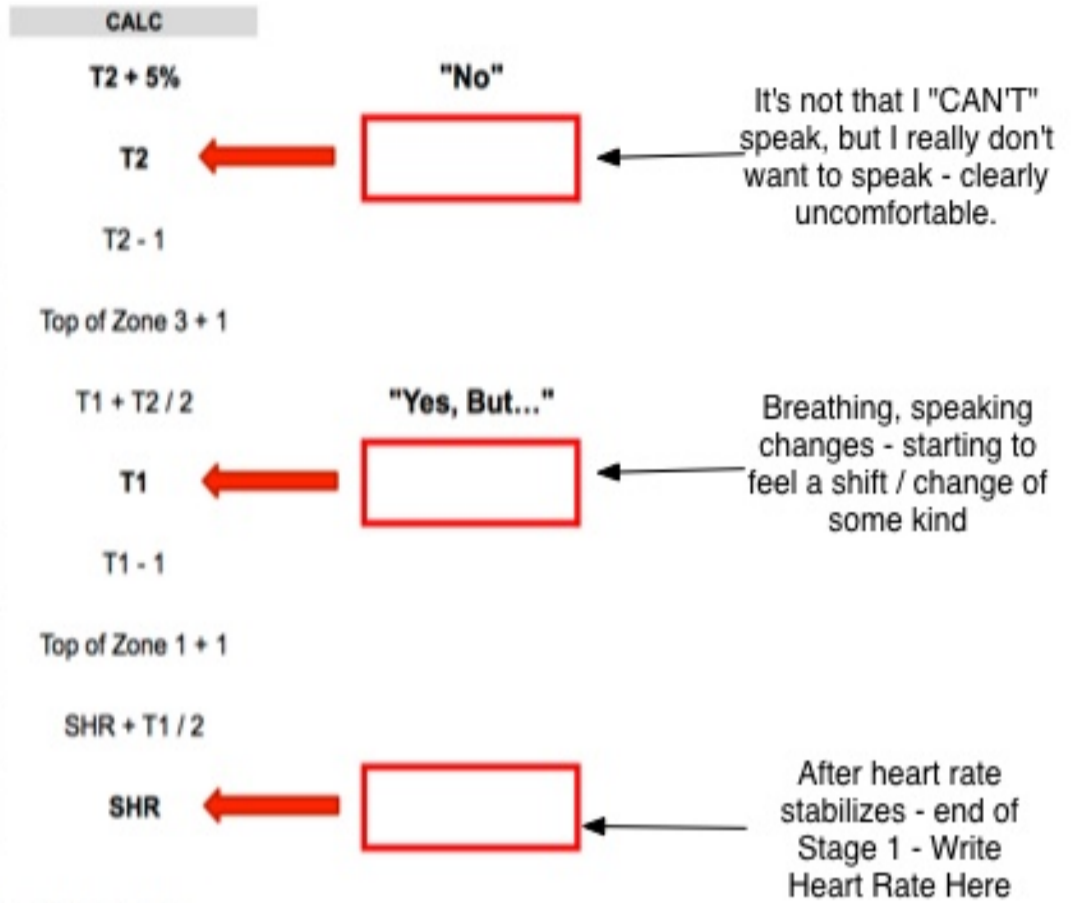 CALC
T2 + 5%
"No"
T2
It's not that I "CAN'T"
speak, but I really don't
want to speak - clearly
uncomfortable.
T2 - 1
Top of Zone 3 + 1
T1 + T2 / 2
"Yes, But..."
T1
Breathing, speaking
changes - starting to
feel a shift / change of
some kind
T1 - 1
Top of Zone 1 + 1
SHR + T1 / 2
SHR
After heart rate
stabilizes - end of
Stage 1 - Write
Heart Rate Here